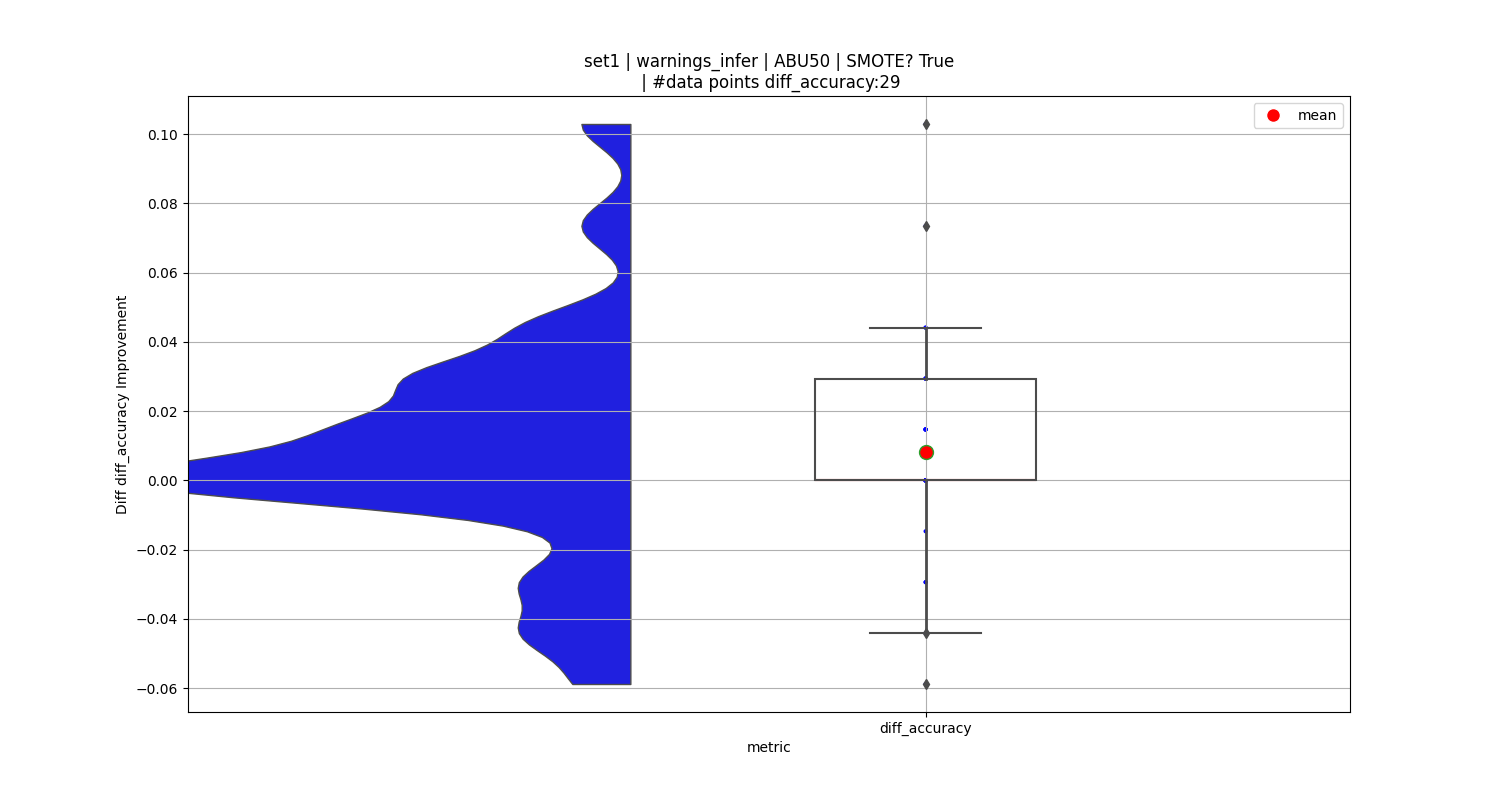 set1 | warnings_infer | ABU50 | SMOTE? True
| #data points diff_accuracy:29
mean
0.10
0.08
0.06
0.04
0.02
0.00
−0.02
−0.04
−0.06
Diff diff_accuracy Improvement
diff_accuracy
metric